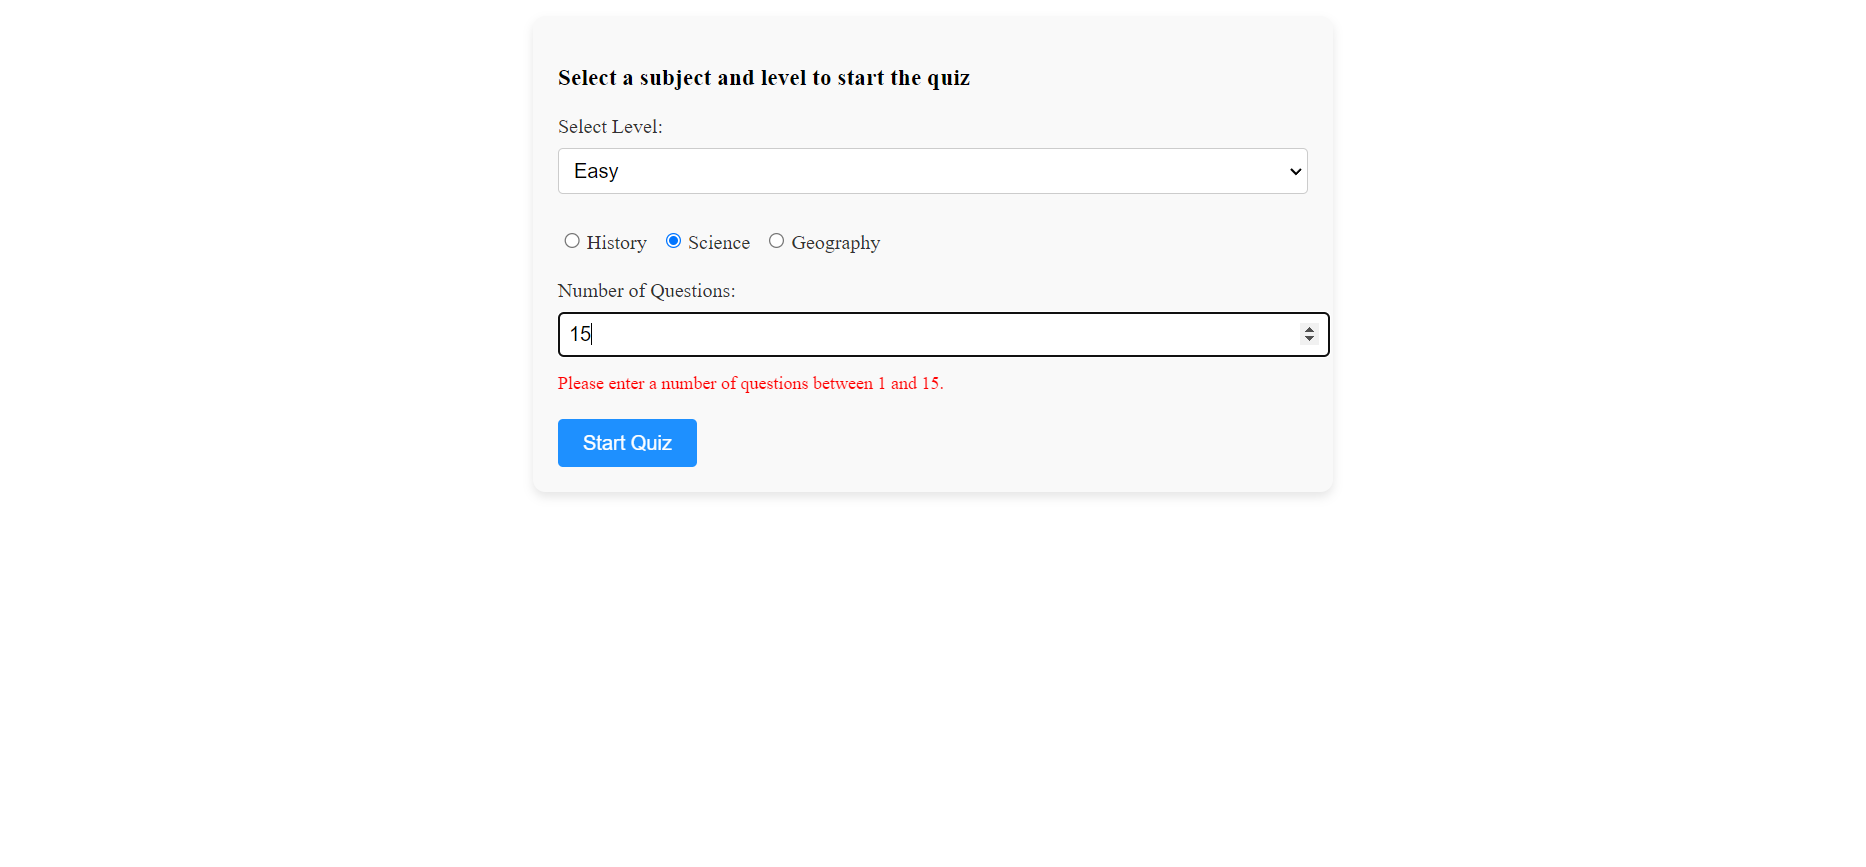 Select a subject and level to start the quiz
Select Level:
Easy
History Science Geography
Number of Questions:
15
Please enter a number of questions between 1 and 15.
Start Quiz